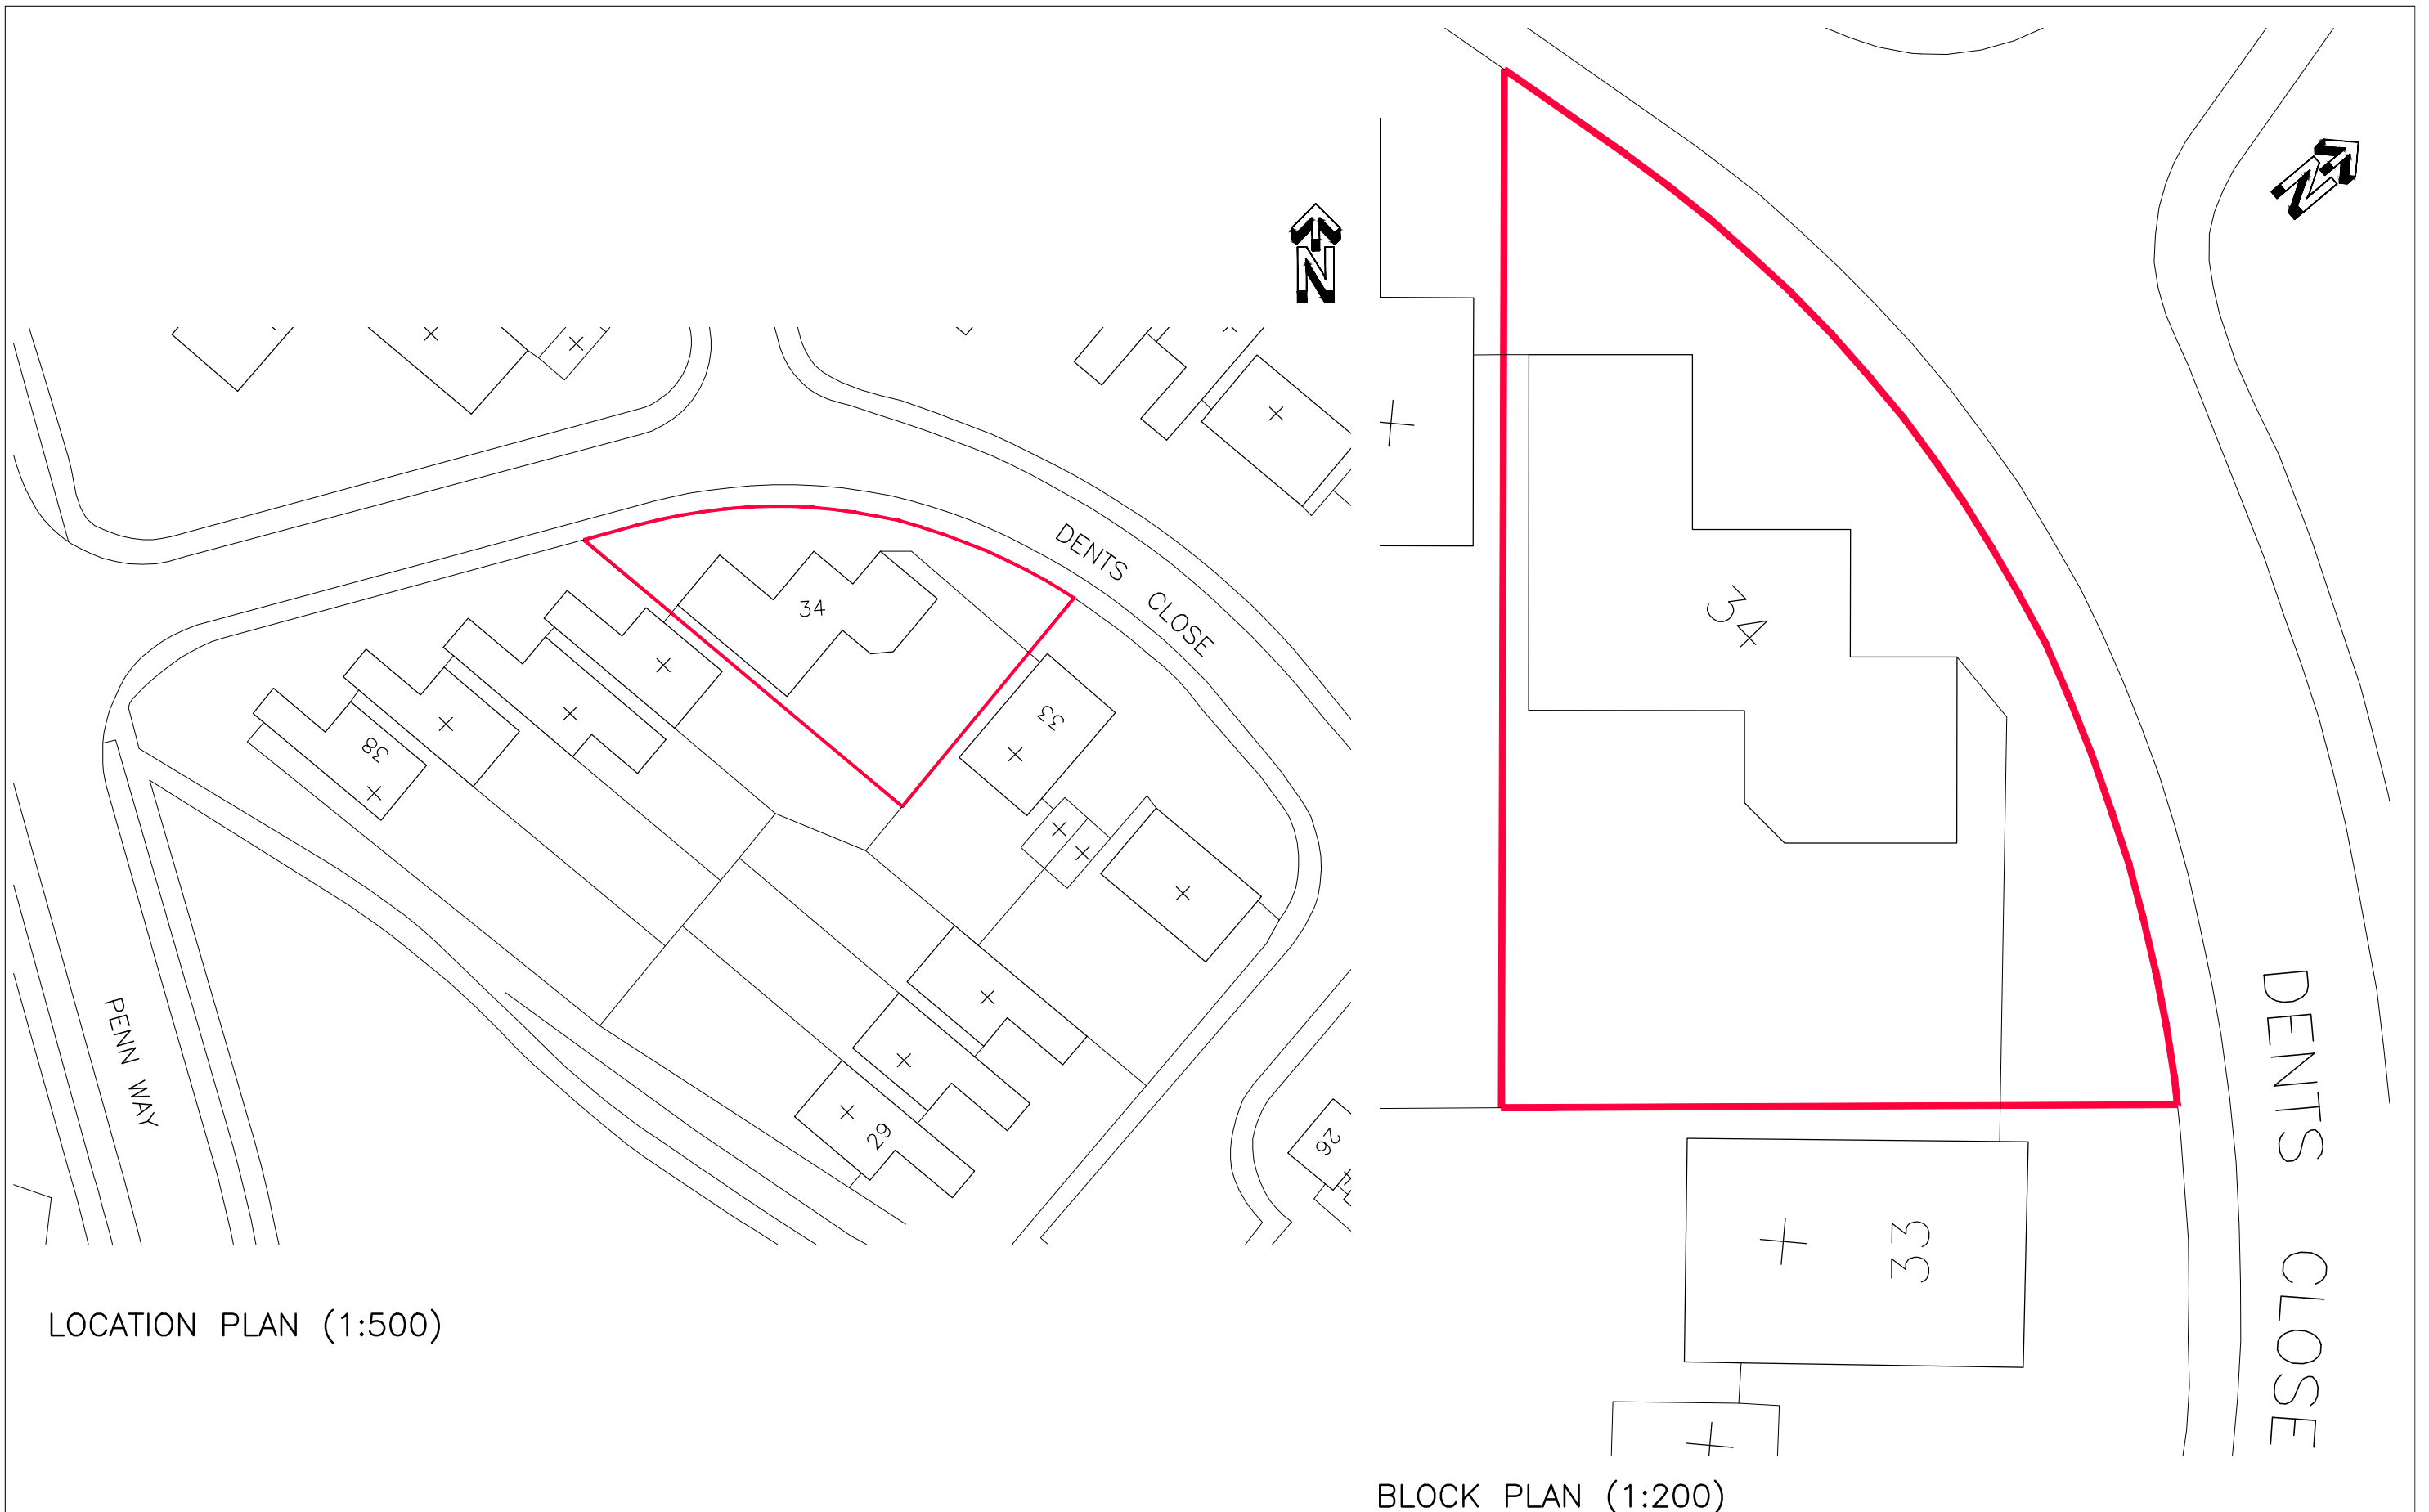 N
34
DENTS CLOSE
33
38
PENN WAY
29
26
LOCATION PLAN (1:500)
N
34
DENTS CLOSE
33
BLOCK PLAN (1:200)